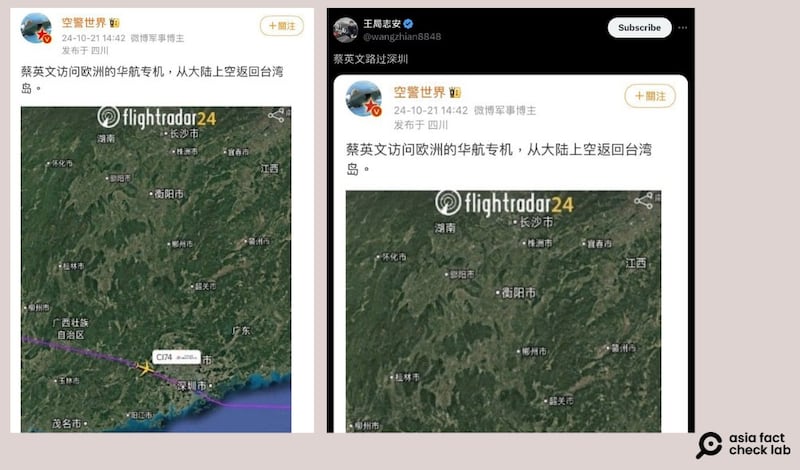 空警世界
24-10-21 14:42 微博军事博主
发布于 四川
+關注
蔡英文访问欧洲的华航专机，从大陆上空返回台湾
岛。
flightradar24
湖南
长沙市
株洲市
宜春市
怀化市
江西
邵阳市
衡阳市
郴州市
赣州市
桂林市
韶关市
柳州市
广西壮族
自治区
广东
CI74
市
玉林市
深圳市
阳江市
茂名市
王局志安
@wangzhian8848
Subscribe
蔡英文路过深圳
空警世界
24-10-21 14:42 微博军事博主
发布于 四川
+關注
蔡英文访问欧洲的华航专机，从大陆上空返回台湾
岛。
flightradar24
湖南
长沙市
株洲市
宜春市
怀化市
江西
邵阳市
衡阳市
郴州市
赣州市
桂林市
韶关市
柳州市
asia fact
check lab